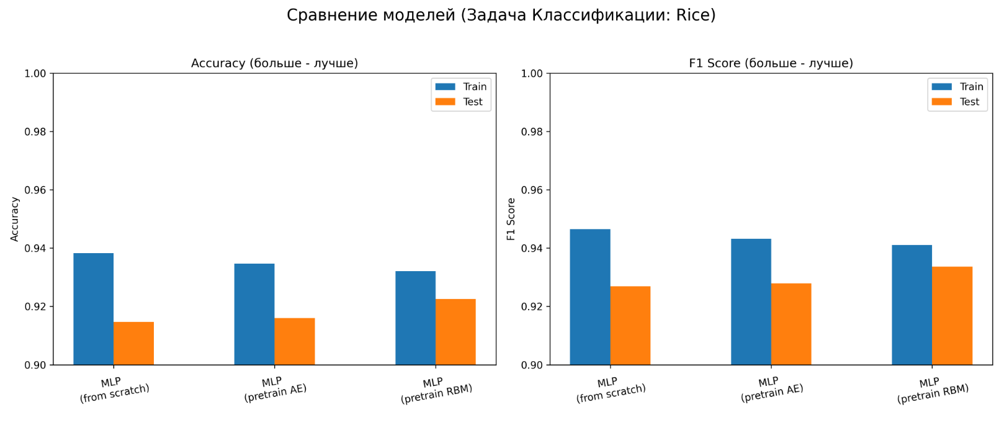 Сравнение моделей (Задача Классификации: Rice)
Accuracy (больше - лучше)
1.00
0.98
0.96
0.94
0.92
0.90
Accuracy
Train
Test
MLP
(from scratch)
MLP
(pretrain AE)
MLP
(pretrain RBM)
F1 Score (больше - лучше)
1.00
0.98
0.96
0.94
0.92
0.90
F1 Score
Train
Test
MLP
(from scratch)
MLP
(pretrain AE)
MLP
(pretrain RBM)